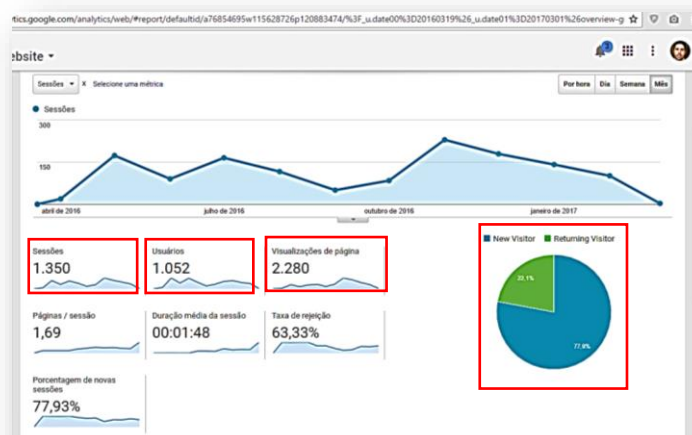 tics.google.com/analytics/web/#report/defaultid/a76854695w115628726p120883474/%3F_u.date00%3D20160319%26_u.date01%3D20170301%26overview-g
ebsite
Sessões X Selecione uma métrica Por hora Dia Semana Mês
Sessões
300
150
abril de 2016 julho de 2016 outubro de 2016 janeiro de 2017
New Visitor Returning Visitor
Sessões Usuários Visualizações de página
1.350 1.052 2.280
22,1%
77,9%
Páginas / sessão Duração média da sessão Taxa de rejeição
1,69 00:01:48 63,33%
Porcentagem de novas
sessões
77,93%